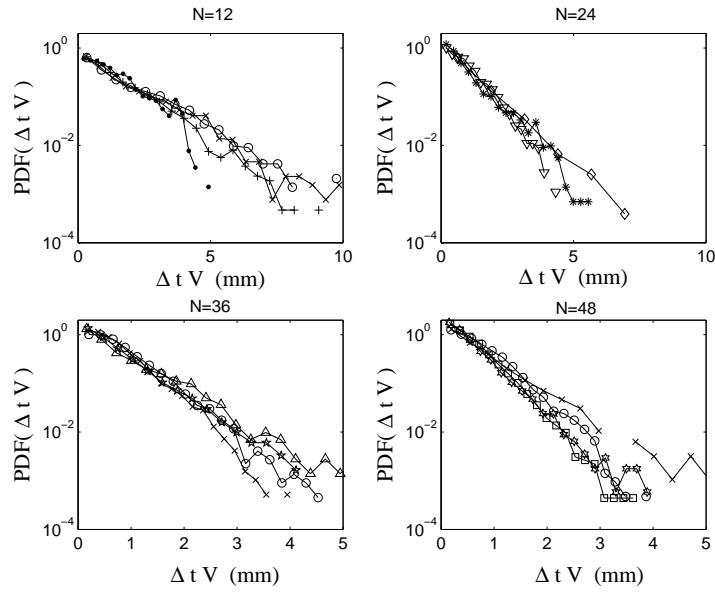 N=12
N=24
10^0
10^-2
10^-4
PDF( Δ t V )
0 5 10
Δ t V (mm)
10^0
10^-2
10^-4
PDF( Δ t V )
0 5 10
Δ t V (mm)
N=36
N=48
10^0
10^-2
10^-4
PDF( Δ t V )
0 1 2 3 4 5
Δ t V (mm)
10^0
10^-2
10^-4
PDF( Δ t V )
0 1 2 3 4 5
Δ t V (mm)